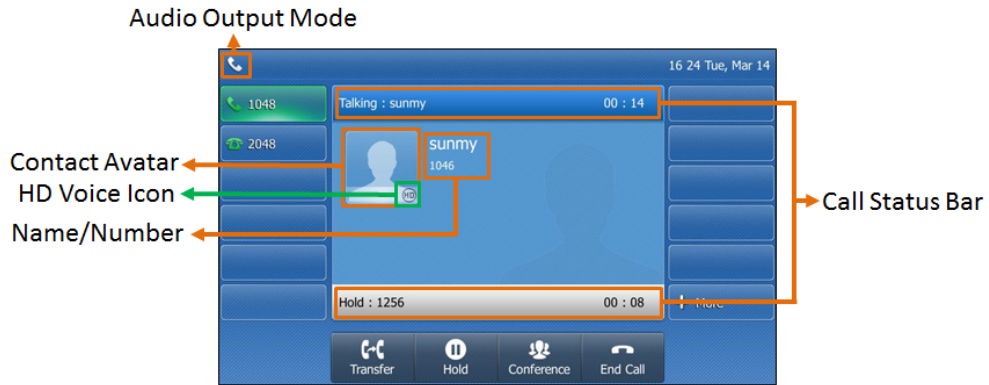 Audio Output Mode
16 24 Tue, Mar 14
1048
Talking : sunmy 00 : 14
2048
sunmy
1046
Contact Avatar
HD
HD Voice Icon
Call Status Bar
Name/Number
Hold : 1256 00 : 08
More
Transfer Hold Conference End Call